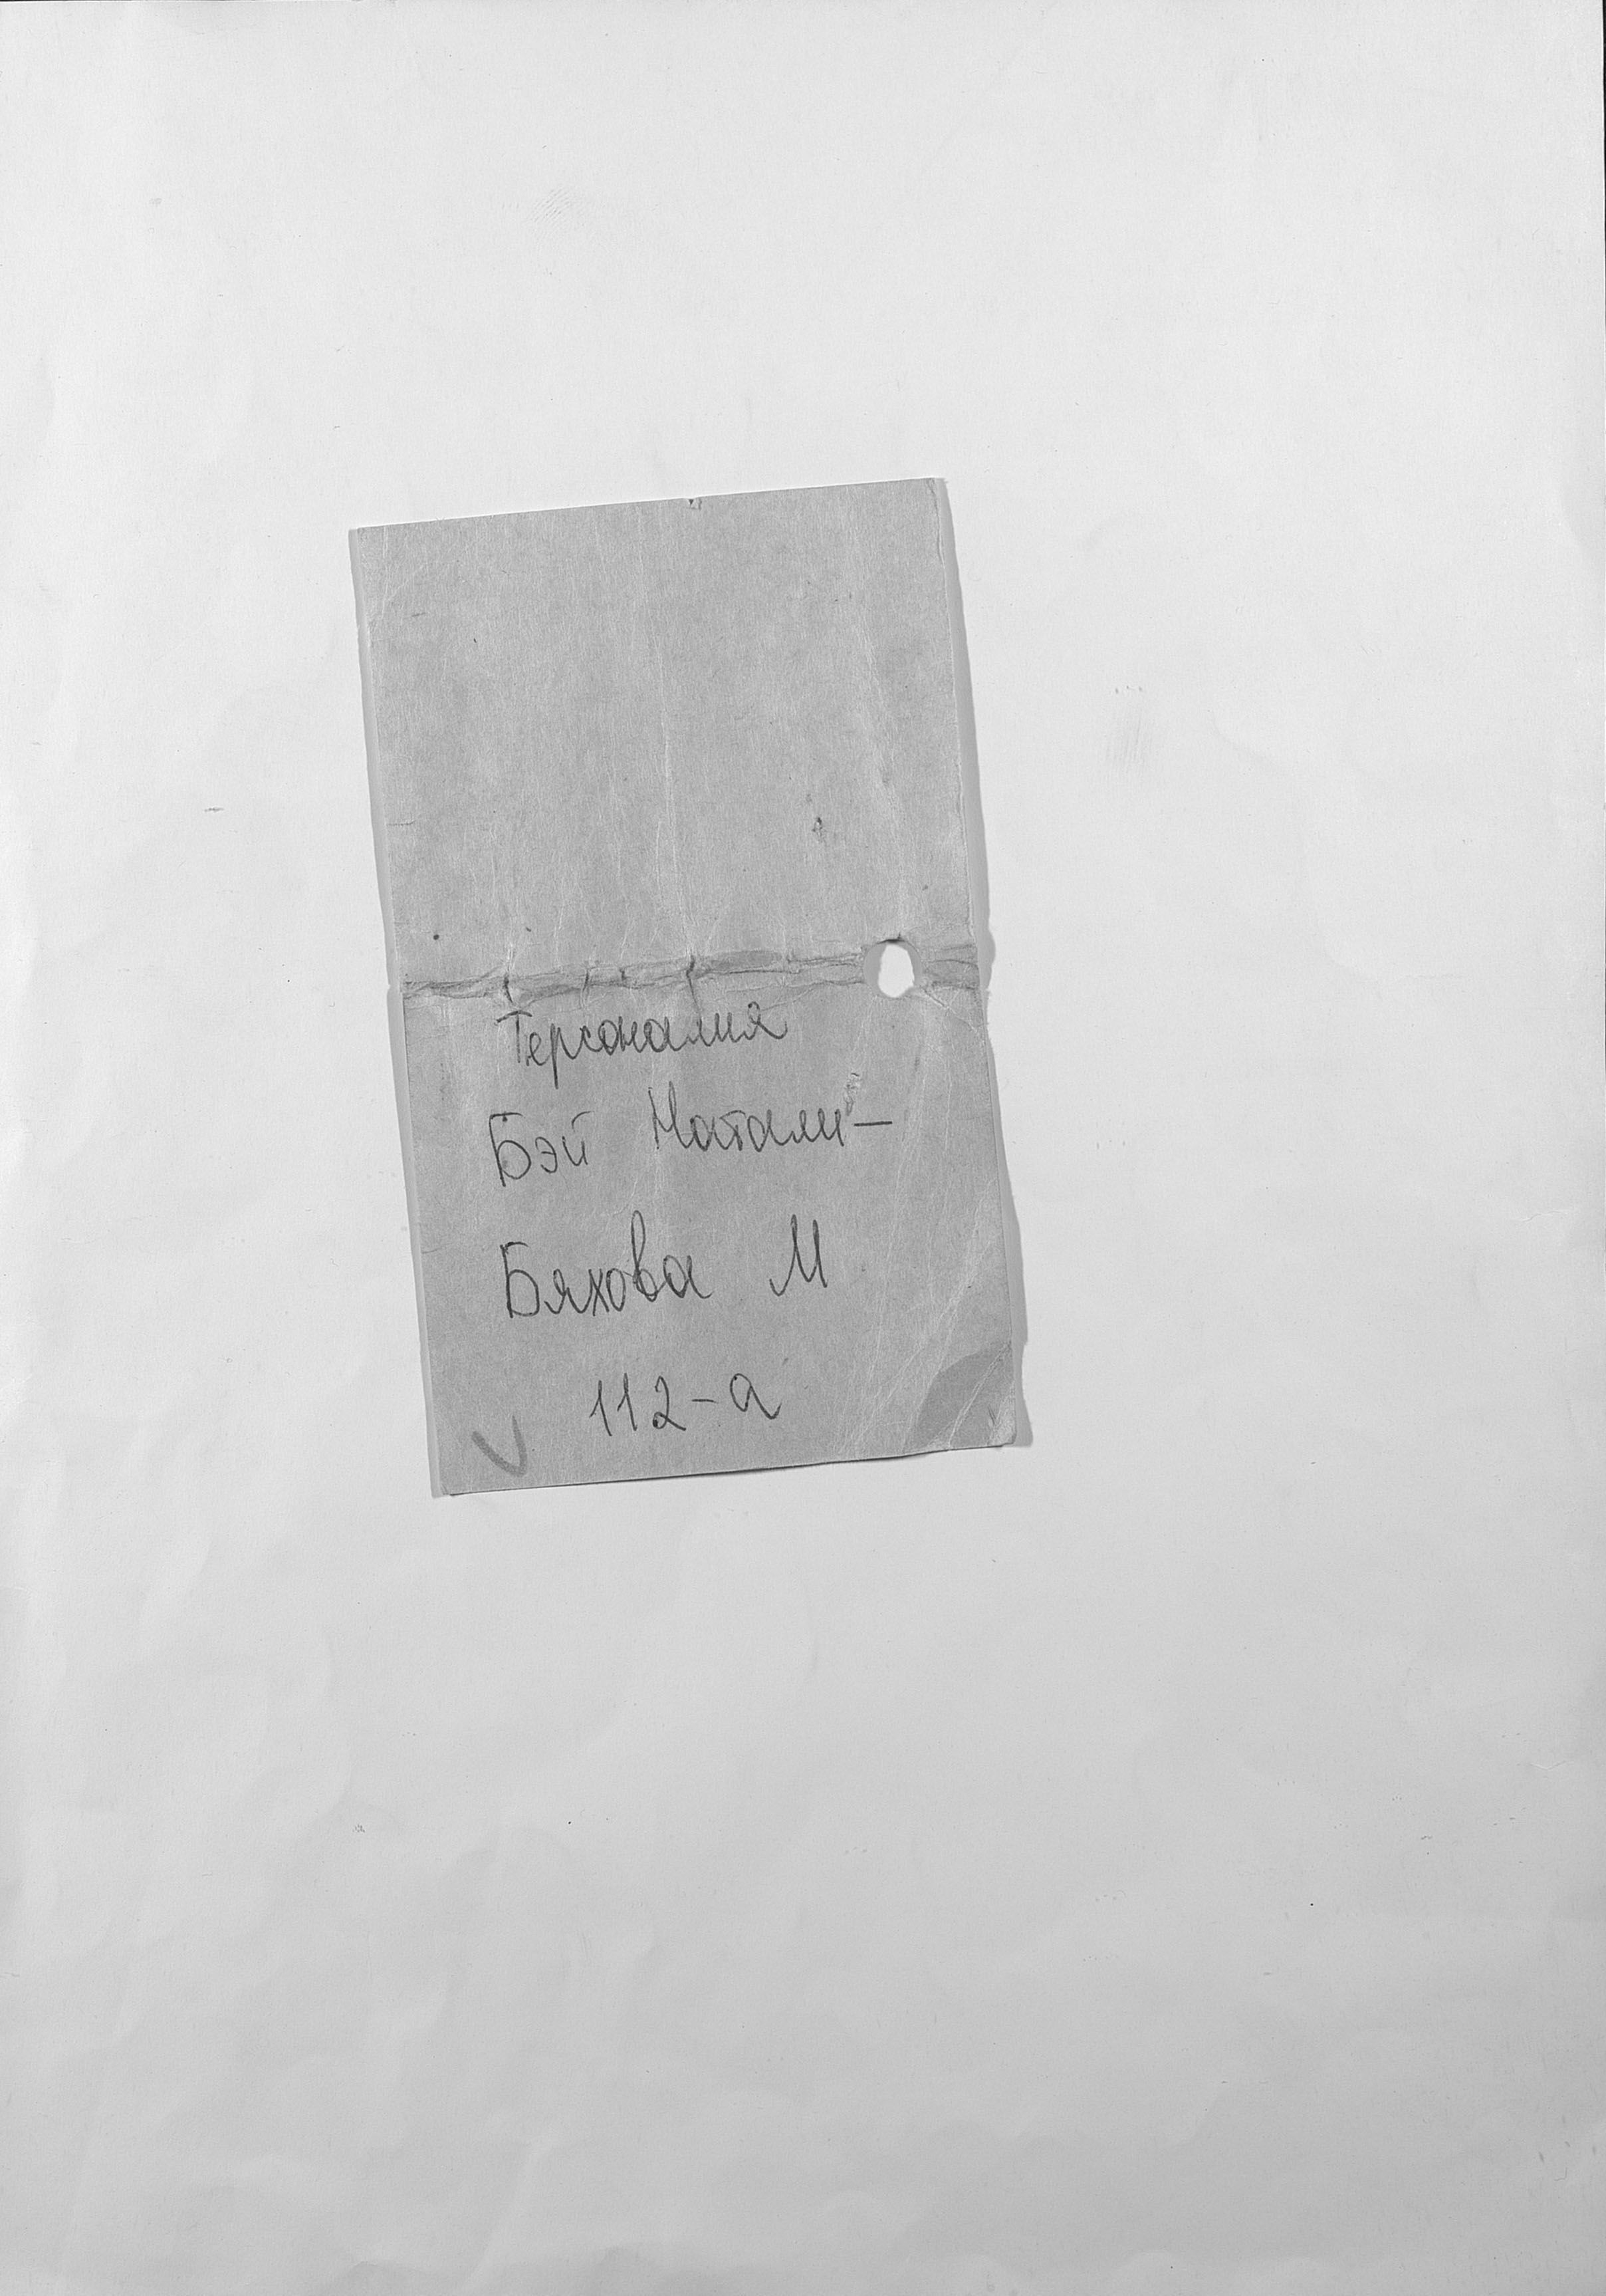 Персоналия
Бэй Натали-
Бяхова М
112-а